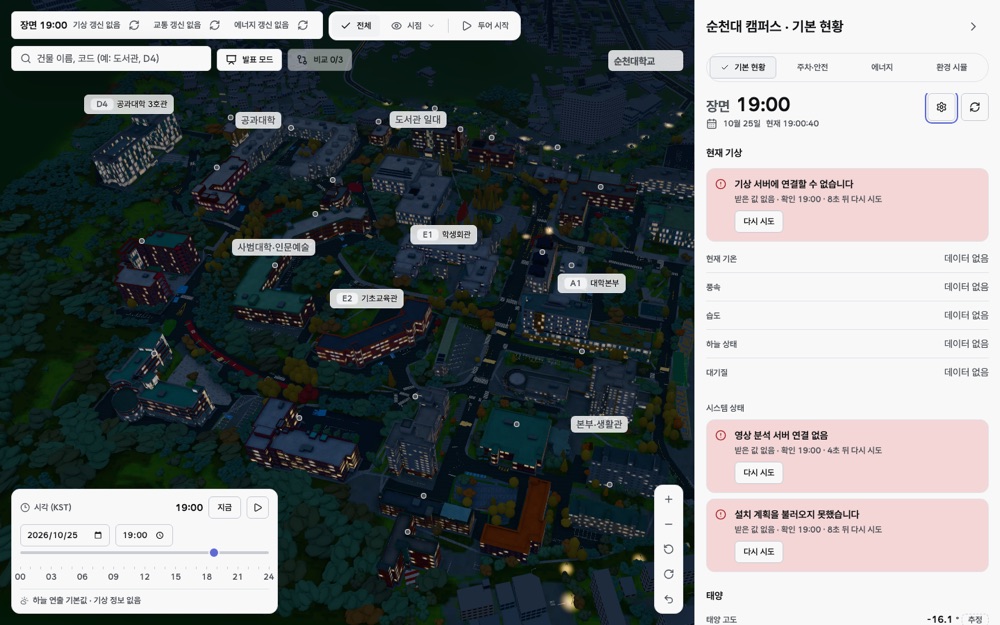 장면 19:00 기상 갱신 없음 교통 갱신 없음 에너지 갱신 없음
전체 시점 투어 시작
건물 이름, 코드 (예: 도서관, D4)
발표 모드
비교 0/3
순천대학교
D4 공과대학 3호관
공과대학
도서관 일대
E1 학생회관
사범대학·인문예술
A1 대학본부
E2 기초교육관
본부·생활관
시각 (KST) 19:00 지금
2026/10/25 19:00
00 03 06 09 12 15 18 21 24
하늘 연출 기본값 · 기상 정보 없음
순천대 캠퍼스 · 기본 현황
기본 현황 주차·안전 에너지 환경 시뮬
장면 19:00
10월 25일 현재 19:00:40
현재 기상
기상 서버에 연결할 수 없습니다
받은 값 없음 · 확인 19:00 · 8초 뒤 다시 시도
다시 시도
현재 기온 데이터 없음
풍속 데이터 없음
습도 데이터 없음
하늘 상태 데이터 없음
대기질 데이터 없음
시스템 상태
영상 분석 서버 연결 없음
받은 값 없음 · 확인 19:00 · 4초 뒤 다시 시도
다시 시도
설치 계획을 불러오지 못했습니다
받은 값 없음 · 확인 19:00 · 8초 뒤 다시 시도
다시 시도
태양
태양 고도 -16.1 ° 추정